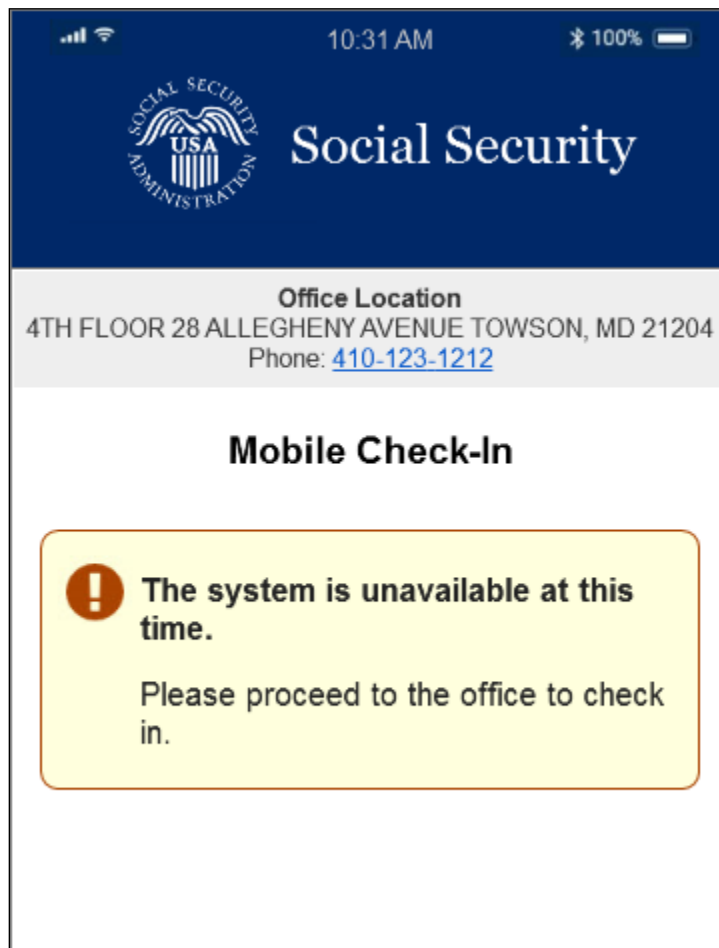 10:31 AM
100%
SOCIAL SECURITY ADMINISTRATION
USA
Social Security
Office Location
4TH FLOOR 28 ALLEGHENY AVENUE TOWSON, MD 21204
Phone: 410-123-1212
Mobile Check-In
The system is unavailable at this
time.
Please proceed to the office to check
in.